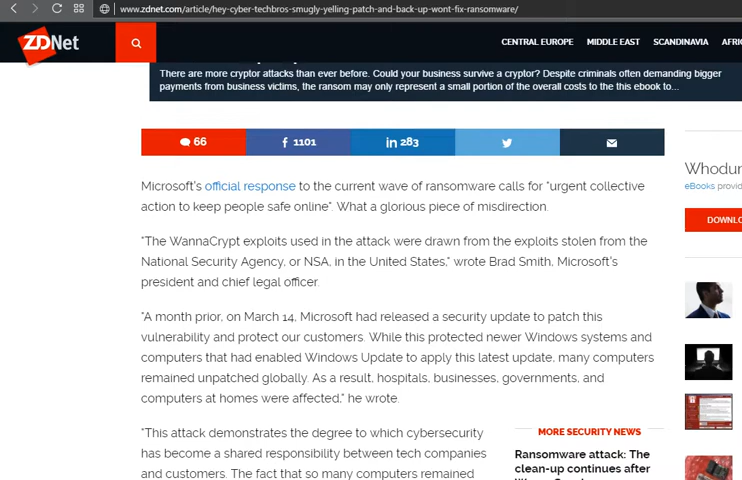 www.zdnet.com/article/hey-cyber-techbros-smugly-yelling-patch-and-back-up-wont-fix-ransomware/
ZDNet
CENTRAL EUROPE MIDDLE EAST SCANDINAVIA AFRI
There are more cryptor attacks than ever before. Could your business survive a cryptor? Despite criminals often demanding bigger
payments from business victims, the ransom may only represent a small portion of the overall costs to the this ebook to...
66 f 1101 in 283
Microsoft's official response to the current wave of ransomware calls for "urgent collective
action to keep people safe online". What a glorious piece of misdirection.
"The WannaCrypt exploits used in the attack were drawn from the exploits stolen from the
National Security Agency, or NSA, in the United States," wrote Brad Smith, Microsoft's
president and chief legal officer.
"A month prior, on March 14, Microsoft had released a security update to patch this
vulnerability and protect our customers. While this protected newer Windows systems and
computers that had enabled Windows Update to apply this latest update, many computers
remained unpatched globally. As a result, hospitals, businesses, governments, and
computers at homes were affected," he wrote.
"This attack demonstrates the degree to which cybersecurity
has become a shared responsibility between tech companies
and customers. The fact that so many computers remained
MORE SECURITY NEWS
Ransomware attack: The
clean-up continues after
Whodun
eBooks provid
DOWNLO